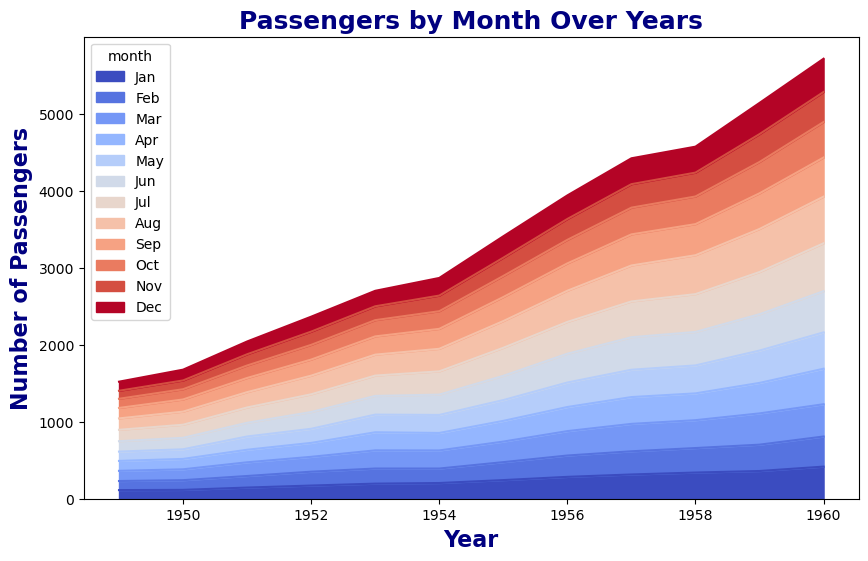 Passengers by Month Over Years
month
Jan
Feb
Mar
Apr
May
Jun
Jul
Aug
Sep
Oct
Nov
Dec
Number of Passengers
5000
4000
3000
2000
1000
0
1950 1952 1954 1956 1958 1960
Year